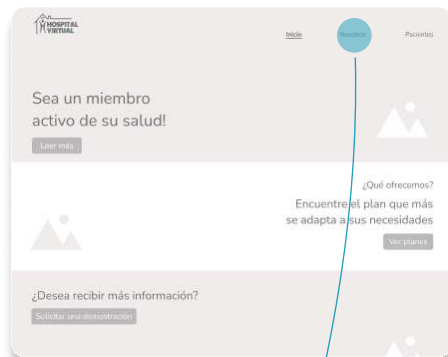 HOSPITAL
VIRTUAL
Inicio
Nosotros
Pacientes
Sea un miembro
activo de su salud!
Leer más
¿Qué ofrecemos?
Encuentre el plan que más
se adapta a sus necesidades
Ver planes
¿Desea recibir más información?
Solicitar una demostración